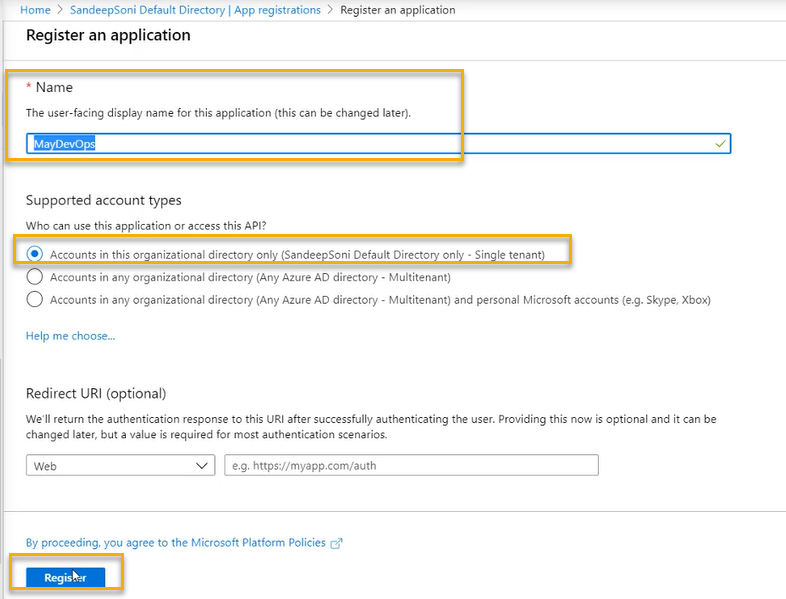 Home > SandeepSoni Default Directory | App registrations > Register an application
Register an application
* Name
The user-facing display name for this application (this can be changed later).
MayDevOps
Supported account types
Who can use this application or access this API?
Accounts in this organizational directory only (SandeepSoni Default Directory only - Single tenant)
Accounts in any organizational directory (Any Azure AD directory - Multitenant)
Accounts in any organizational directory (Any Azure AD directory - Multitenant) and personal Microsoft accounts (e.g. Skype, Xbox)
Help me choose...
Redirect URI (optional)
We'll return the authentication response to this URI after successfully authenticating the user. Providing this now is optional and it can be
changed later, but a value is required for most authentication scenarios.
Web
e.g. https://myapp.com/auth
By proceeding, you agree to the Microsoft Platform Policies
Register